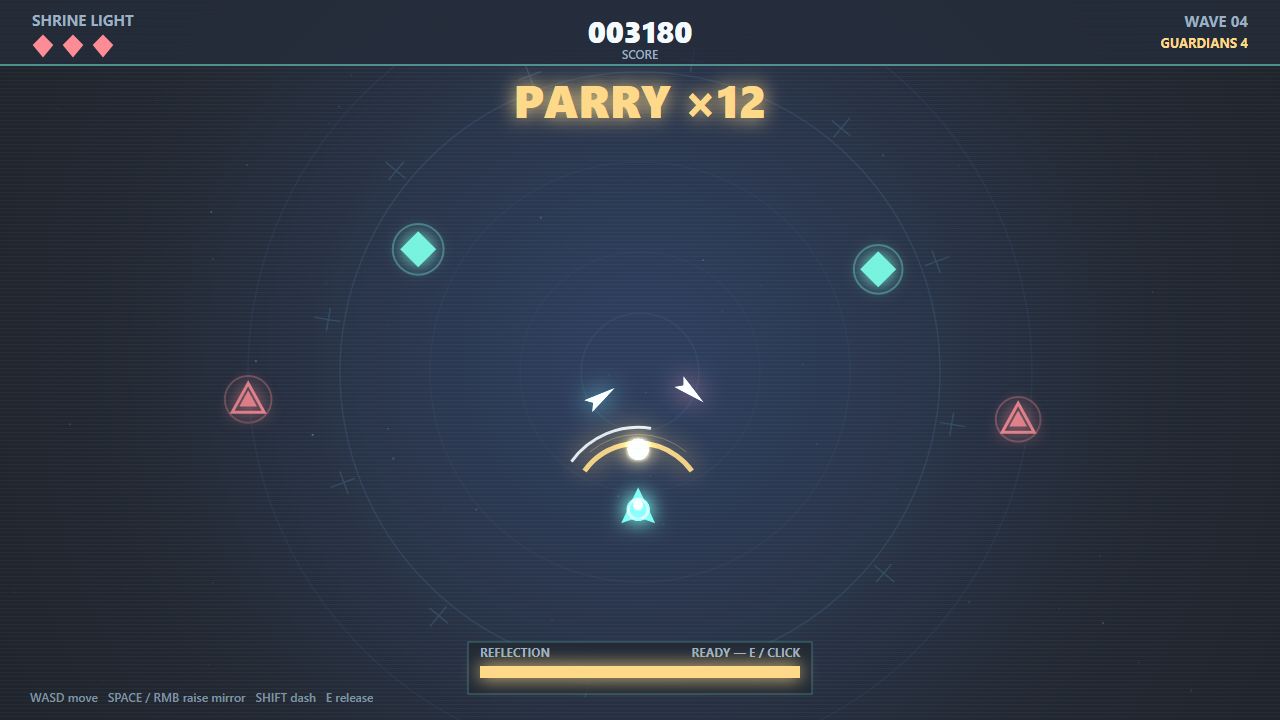 SHRINE LIGHT
003180
SCORE
WAVE 04
GUARDIANS 4
PARRY ×12
REFLECTION
READY — E / CLICK
WASD move SPACE / RMB raise mirror SHIFT dash E release